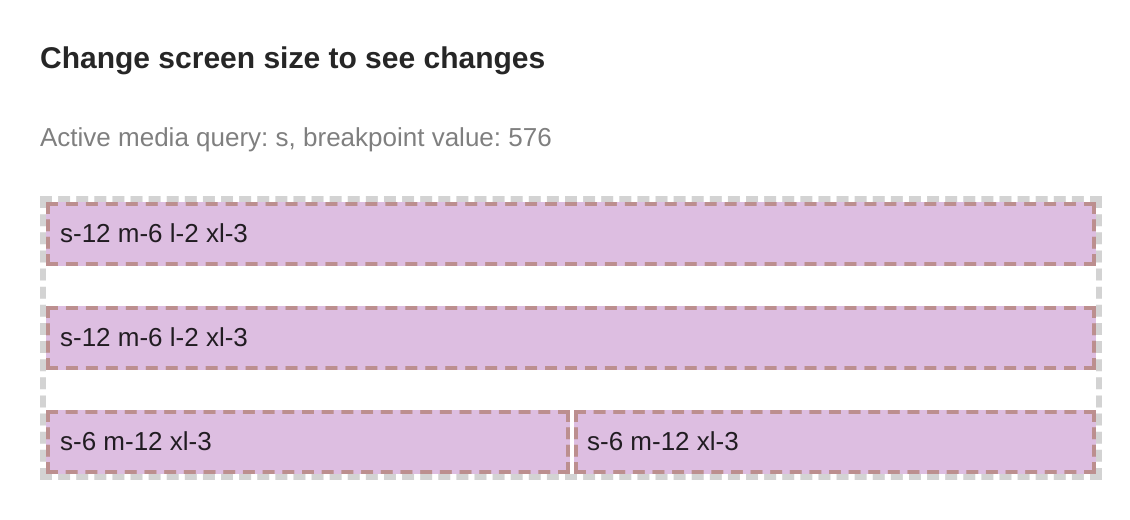 Change screen size to see changes
Active media query: s, breakpoint value: 576
s-12 m-6 l-2 xl-3
s-12 m-6 l-2 xl-3
s-6 m-12 xl-3 s-6 m-12 xl-3